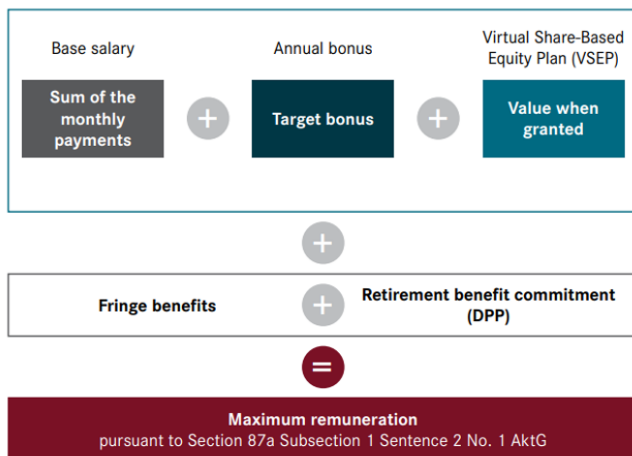 Base salary
Annual bonus
Virtual Share-Based
Equity Plan (VSEP)
Sum of the
monthly
payments
+
Target bonus
+
Value when
granted
+
Fringe benefits
+
Retirement benefit commitment
(DPP)
=
Maximum remuneration
pursuant to Section 87a Subsection 1 Sentence 2 No. 1 AktG